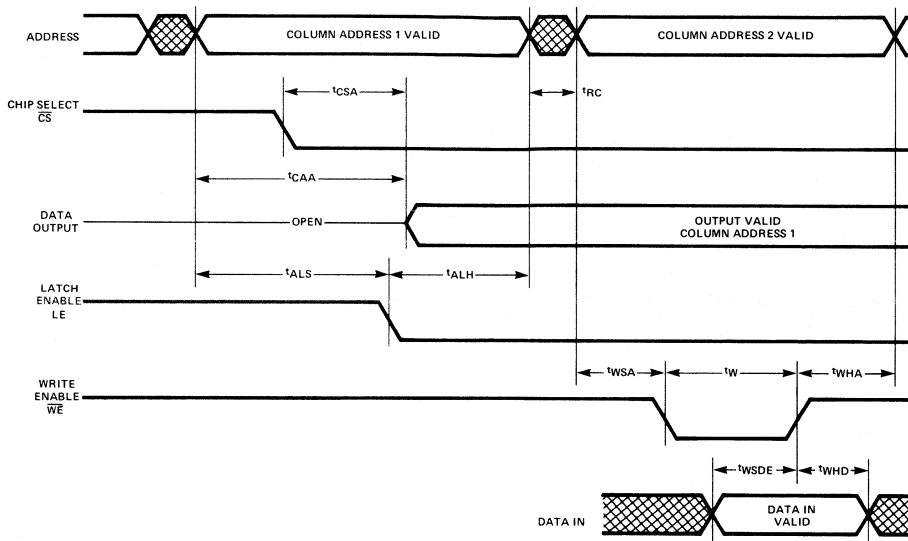 ADDRESS
COLUMN ADDRESS 1 VALID
COLUMN ADDRESS 2 VALID
tCSA
tRC
CHIP SELECT
CS
tCAA
DATA
OUTPUT
OPEN
OUTPUT VALID
COLUMN ADDRESS 1
tALS
tALH
LATCH
ENABLE
LE
tWSA
tW
tWHA
WRITE
ENABLE
WE
tWSDE
tWHD
DATA IN
DATA IN
VALID